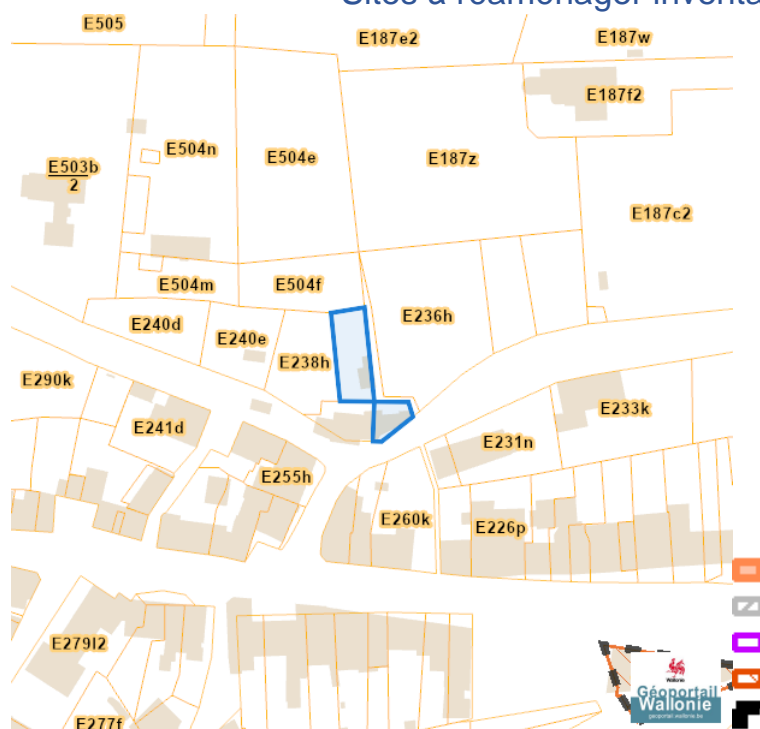 Sites à réaménager inventa
E505
E187e2
E187w
E187f2
E504n
E504e
E187z
E503b
2
E187c2
E504m
E504f
E240d
E240e
E236h
E238h
E290k
E233k
E241d
E231n
E255h
E260k
E226p
E279l2
E277f
Wallonie
Géoportail
Wallonie
geoportail.wallonie.be